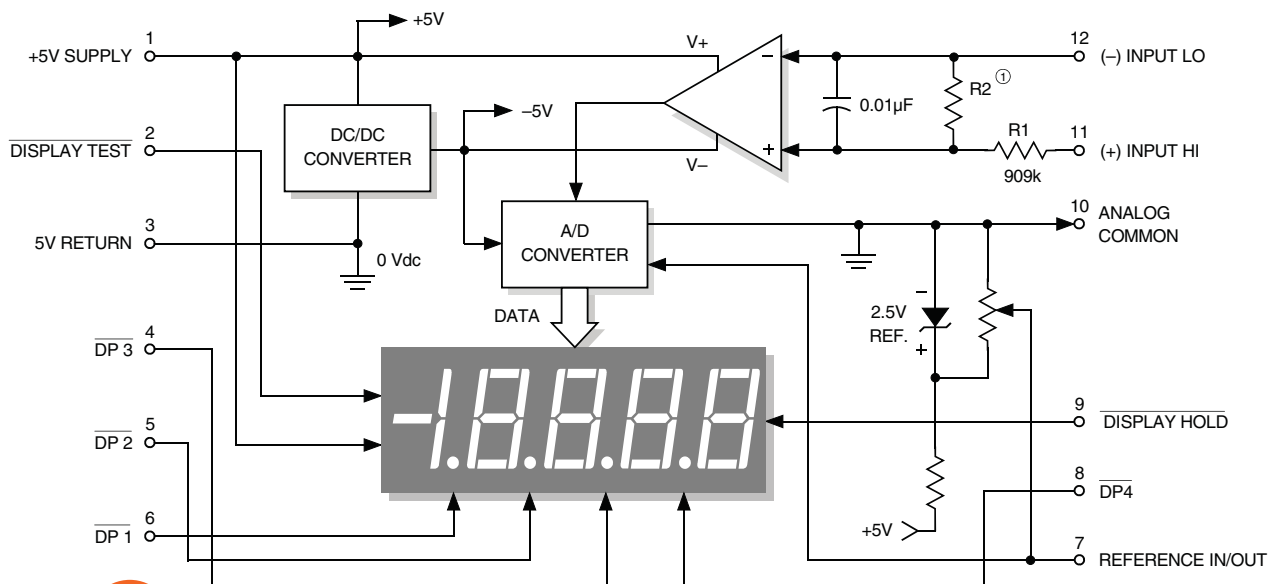 +5V
1
+5V SUPPLY
V+
12
(–) INPUT LO
–
R2 ①
0.01µF
–5V
2
DISPLAY TEST
DC/DC
CONVERTER
V–
+
R1
909k
11
(+) INPUT HI
3
5V RETURN
0 Vdc
A/D
CONVERTER
10
ANALOG
COMMON
DATA
–
2.5V
REF.
+
4
DP 3
-1.8.8.8.8
5
DP 2
9
DISPLAY HOLD
8
DP4
6
DP 1
+5V
7
REFERENCE IN/OUT